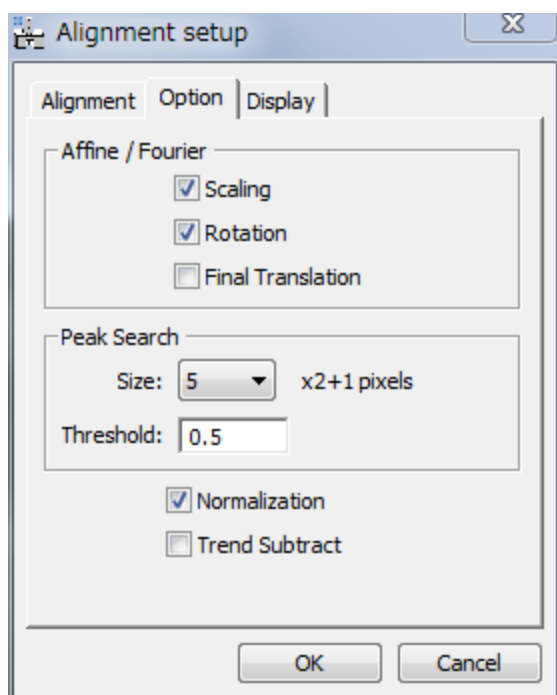 Alignment setup
Alignment Option Display
Affine / Fourier
Scaling
Rotation
Final Translation
Peak Search
Size: 5 x2+1 pixels
Threshold: 0.5
Normalization
Trend Subtract
OK Cancel